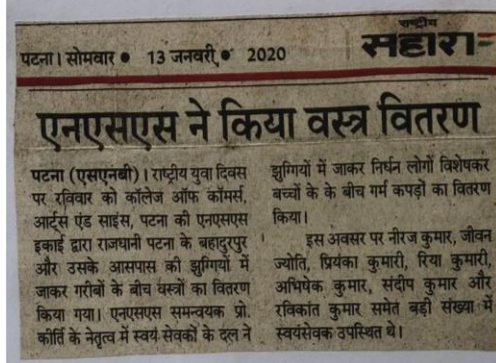 राष्ट्रीय
सहारा
पटना। सोमवार ● 13 जनवरी ● 2020
एनएसएस ने किया वस्त्र वितरण
पटना (एसएनबी)। राष्ट्रीय युवा दिवस
पर रविवार को कॉलेज ऑफ कॉमर्स,
आर्ट्स एंड साइंस, पटना की एनएसएस
इकाई द्वारा राजधानी पटना के बहादुरपुर
और उसके आसपास की झुग्गियों में
जाकर गरीबों के बीच वस्त्रों का वितरण
किया गया। एनएसएस समन्वयक प्रो.
कीर्ति के नेतृत्व में स्वयं सेवकों के दल ने
झुग्गियों में जाकर निर्धन लोगों विशेषकर
बच्चों के के बीच गर्म कपड़ों का वितरण
किया।
इस अवसर पर नीरज कुमार, जीवन
ज्योति, प्रियंका कुमारी, रिया कुमारी,
अभिषेक कुमार, संदीप कुमार और
रविकांत कुमार समेत बड़ी संख्या में
स्वयंसेवक उपस्थित थे।